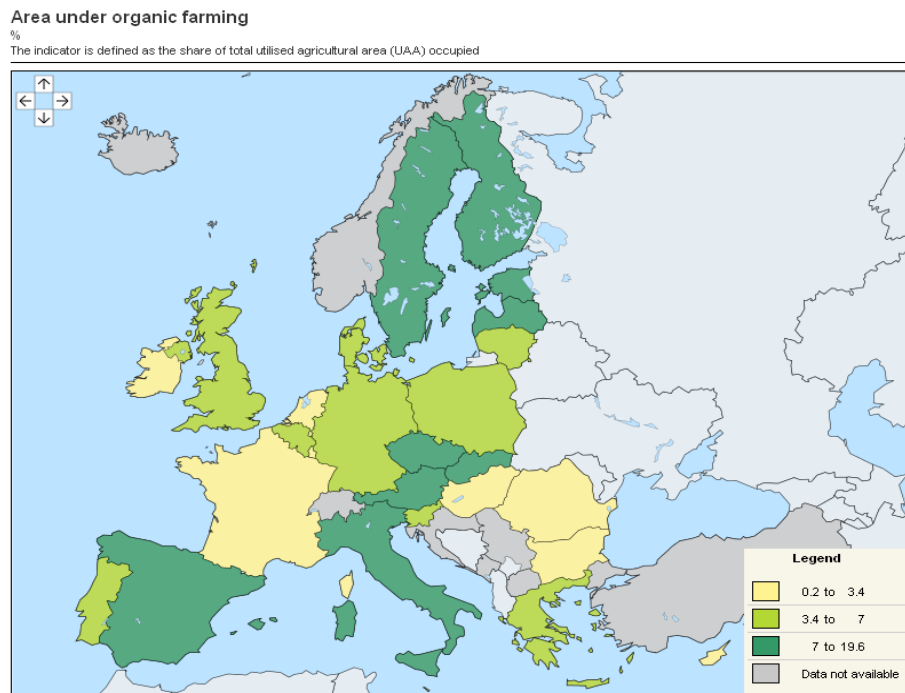 Area under organic farming
%
The indicator is defined as the share of total utilised agricultural area (UAA) occupied
Legend
0.2 to 3.4
3.4 to 7
7 to 19.6
Data not available